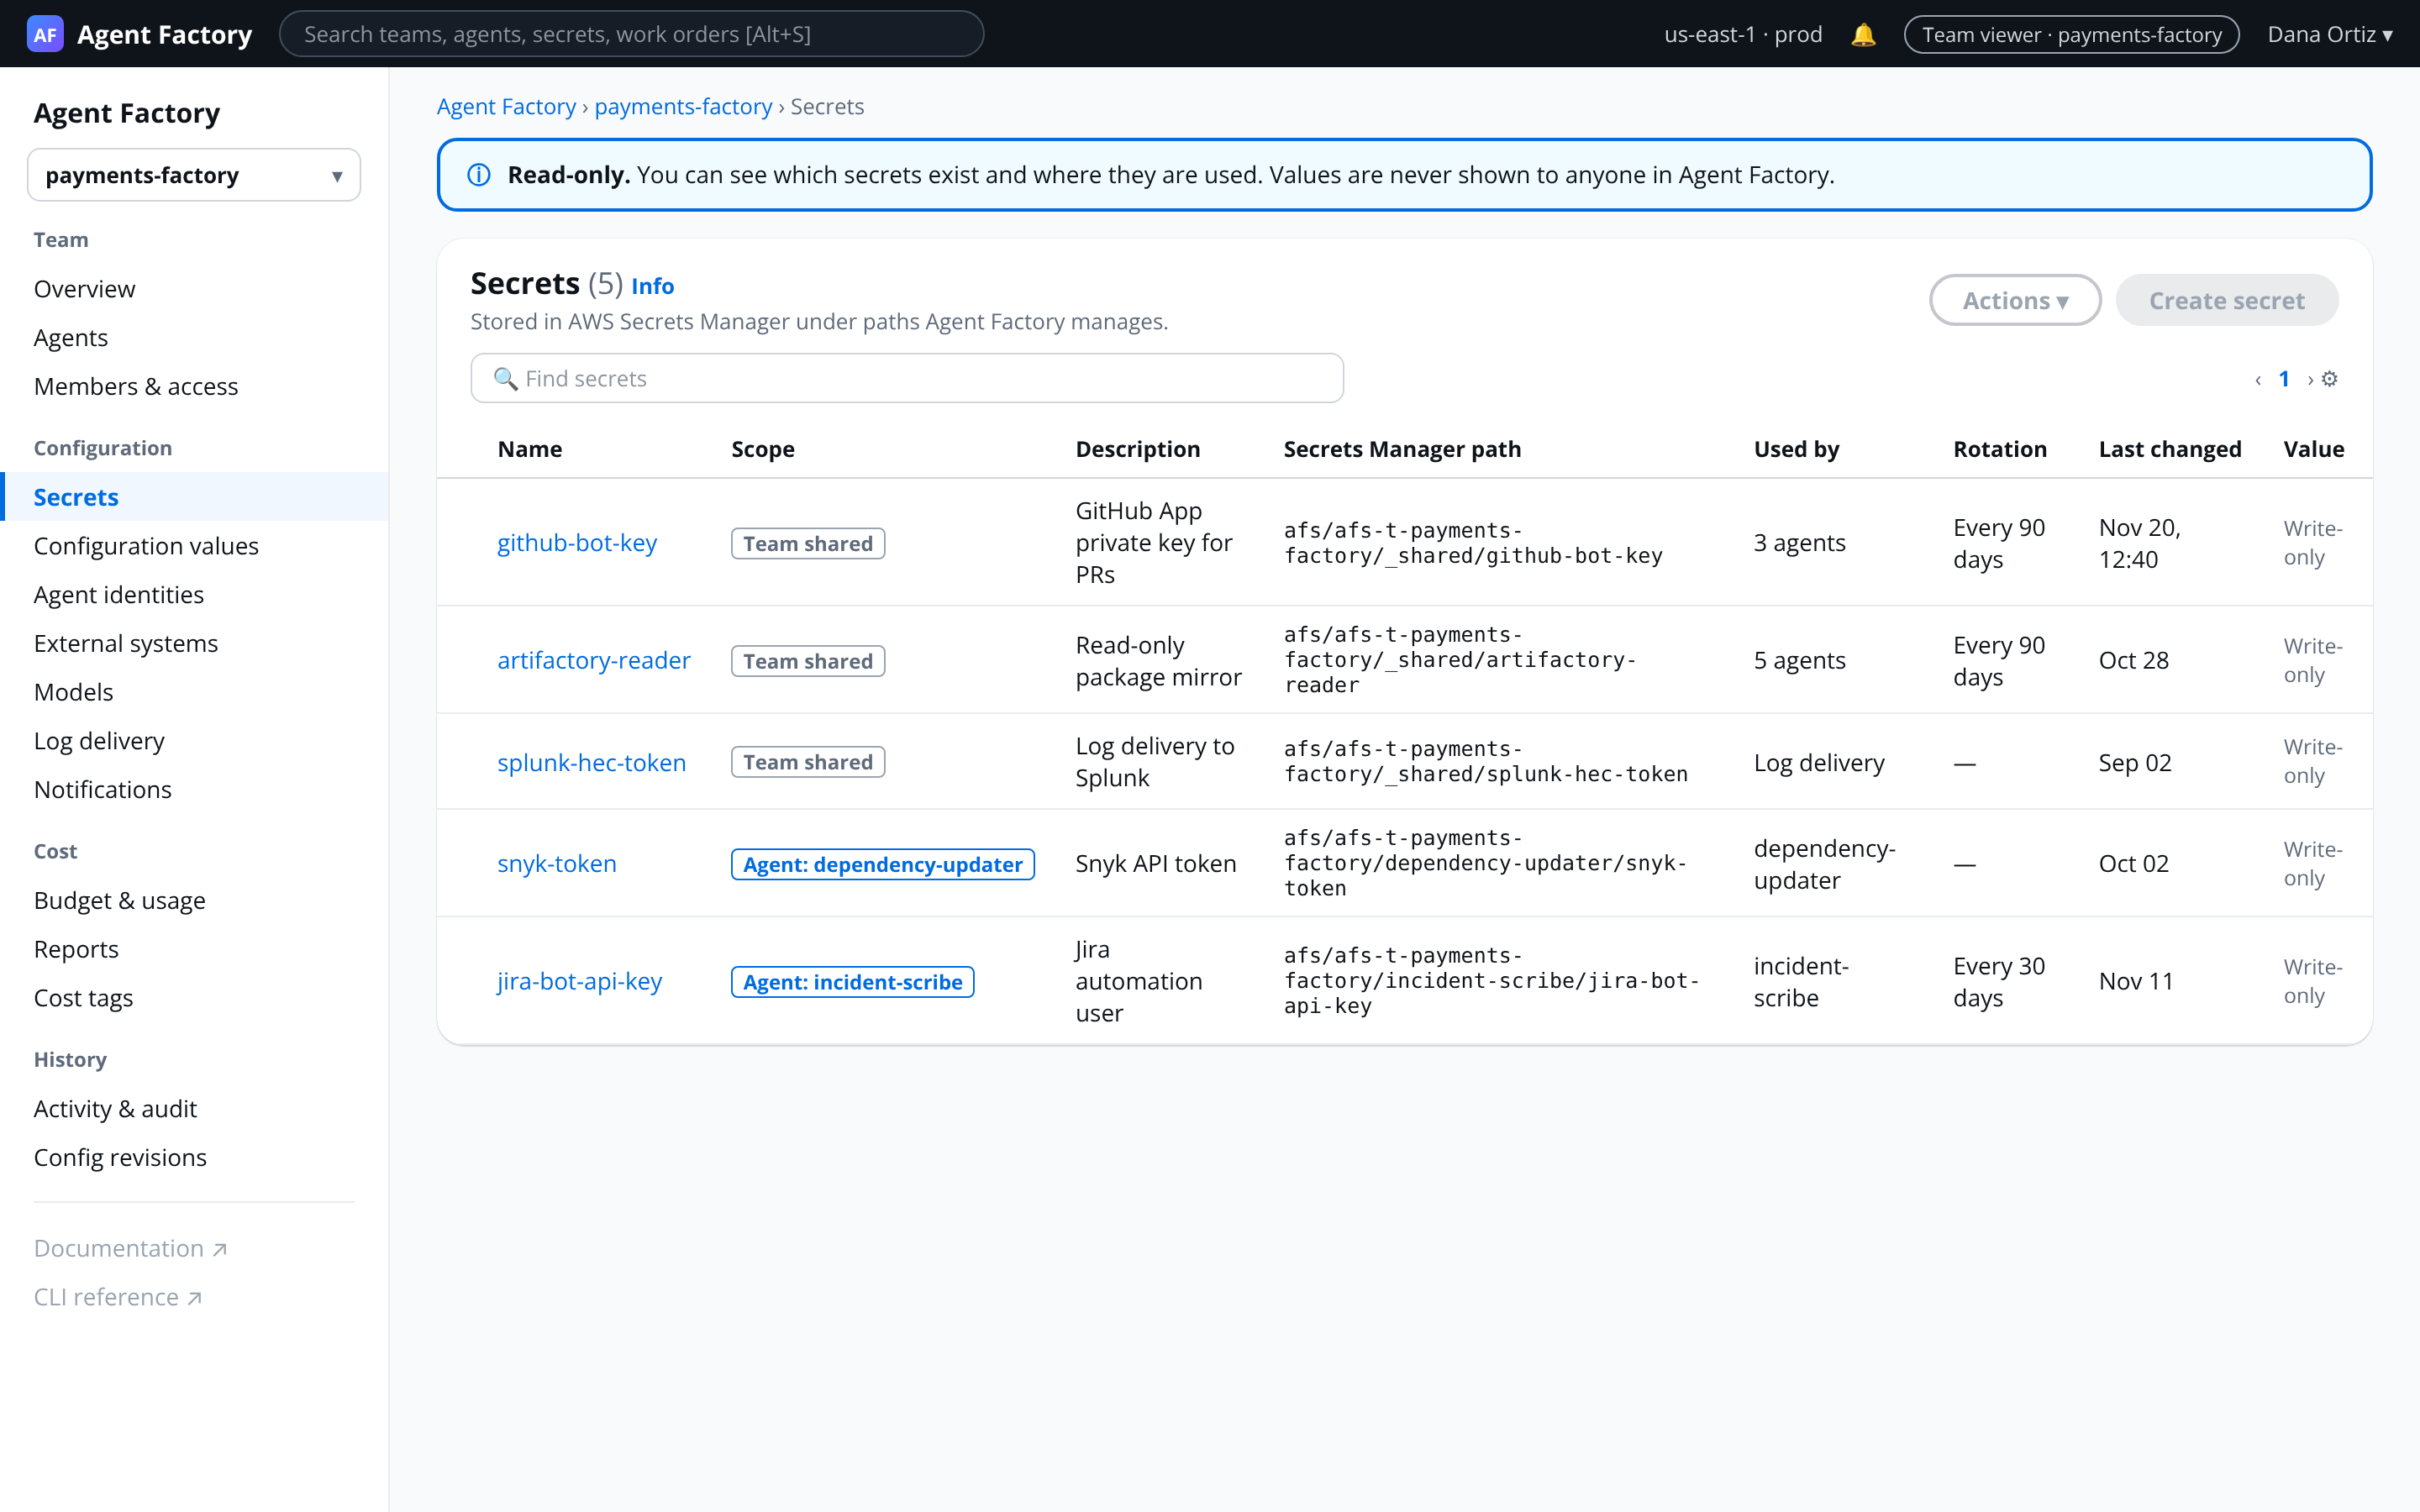 AF Agent Factory Search teams, agents, secrets, work orders [Alt+S] us-east-1 · prod 🔔 Team viewer · payments-factory Dana Ortiz ▾
Agent Factory
payments-factory ▾
Team
Overview
Agents
Members & access
Configuration
Secrets
Configuration values
Agent identities
External systems
Models
Log delivery
Notifications
Cost
Budget & usage
Reports
Cost tags
History
Activity & audit
Config revisions
Documentation ↗
CLI reference ↗
Agent Factory › payments-factory › Secrets
ⓘ Read-only. You can see which secrets exist and where they are used. Values are never shown to anyone in Agent Factory.
Secrets (5) Info
Stored in AWS Secrets Manager under paths Agent Factory manages.
Actions ▾ Create secret
🔍 Find secrets
‹ 1 › ⚙
Name Scope Description Secrets Manager path Used by Rotation Last changed Value
github-bot-key
Team shared
GitHub App
private key for
PRs
afs/afs-t-payments-
factory/_shared/github-bot-key
3 agents
Every 90
days
Nov 20,
12:40
Write-
only
artifactory-reader
Team shared
Read-only
package mirror
afs/afs-t-payments-
factory/_shared/artifactory-
reader
5 agents
Every 90
days
Oct 28
Write-
only
splunk-hec-token
Team shared
Log delivery to
Splunk
afs/afs-t-payments-
factory/_shared/splunk-hec-token
Log delivery
—
Sep 02
Write-
only
snyk-token
Agent: dependency-updater
Snyk API token
afs/afs-t-payments-
factory/dependency-updater/snyk-
token
dependency-
updater
—
Oct 02
Write-
only
jira-bot-api-key
Agent: incident-scribe
Jira
automation
user
afs/afs-t-payments-
factory/incident-scribe/jira-bot-
api-key
incident-
scribe
Every 30
days
Nov 11
Write-
only